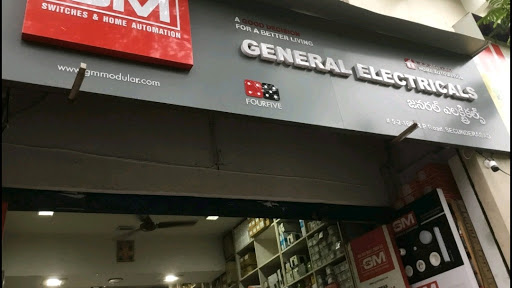 GM
SWITCHES & HOME AUTOMATION
www.gmmodular.com
A GOOD
FOR A BETTER LIVING
GENERAL ELECTRICALS
జనరల్ ఎలక్ట్రికల్స్
FOURFIVE
SECUNDERABAD
GM
GM